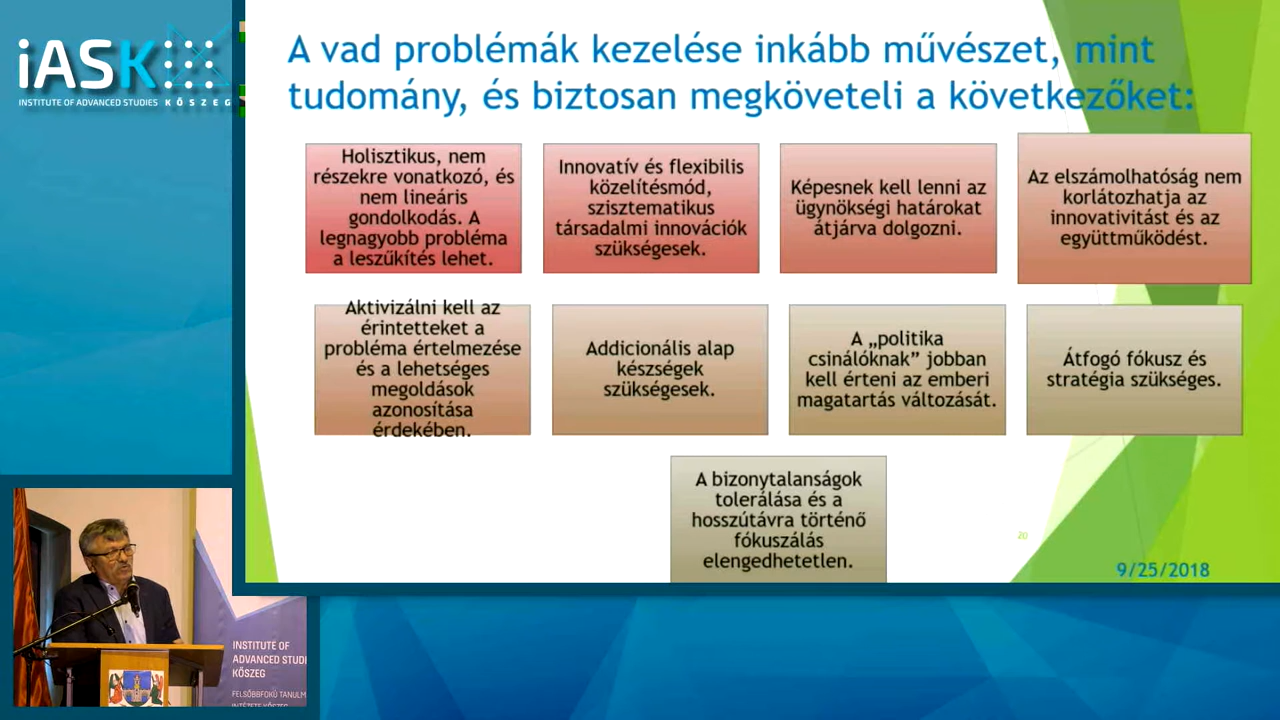 iASK
INSTITUTE OF ADVANCED STUDIES KŐSZEG
A vad problémák kezelése inkább művészet, mint
tudomány, és biztosan megköveteli a következőket:
Holisztikus, nem
részekre vonatkozó, és
nem lineáris
gondolkodás. A
legnagyobb probléma
a leszűkítés lehet.
Innovatív és flexibilis
közelítésmód,
szisztematikus
társadalmi innovációk
szükségesek.
Képesnek kell lenni az
ügynökségi határokat
átjárva dolgozni.
Az elszámolhatóság nem
korlátozhatja az
innovativitást és az
együttműködést.
Aktivizálni kell az
érintetteket a
probléma értelmezése
és a lehetséges
megoldások
azonosítása
érdekében.
Addicionális alap
készségek
szükségesek.
A „politika
csinálóknak” jobban
kell érteni az emberi
magatartás változását.
Átfogó fókusz és
stratégia szükséges.
A bizonytalanságok
tolerálása és a
hosszútávra történő
fókuszálás
elengedhetetlen.
20
9/25/2018
INSTITUTE OF
ADVANCED STUDI
KŐSZEG
FELSŐBBFOKÚ TANULM
INTÉZETE KŐSZEG